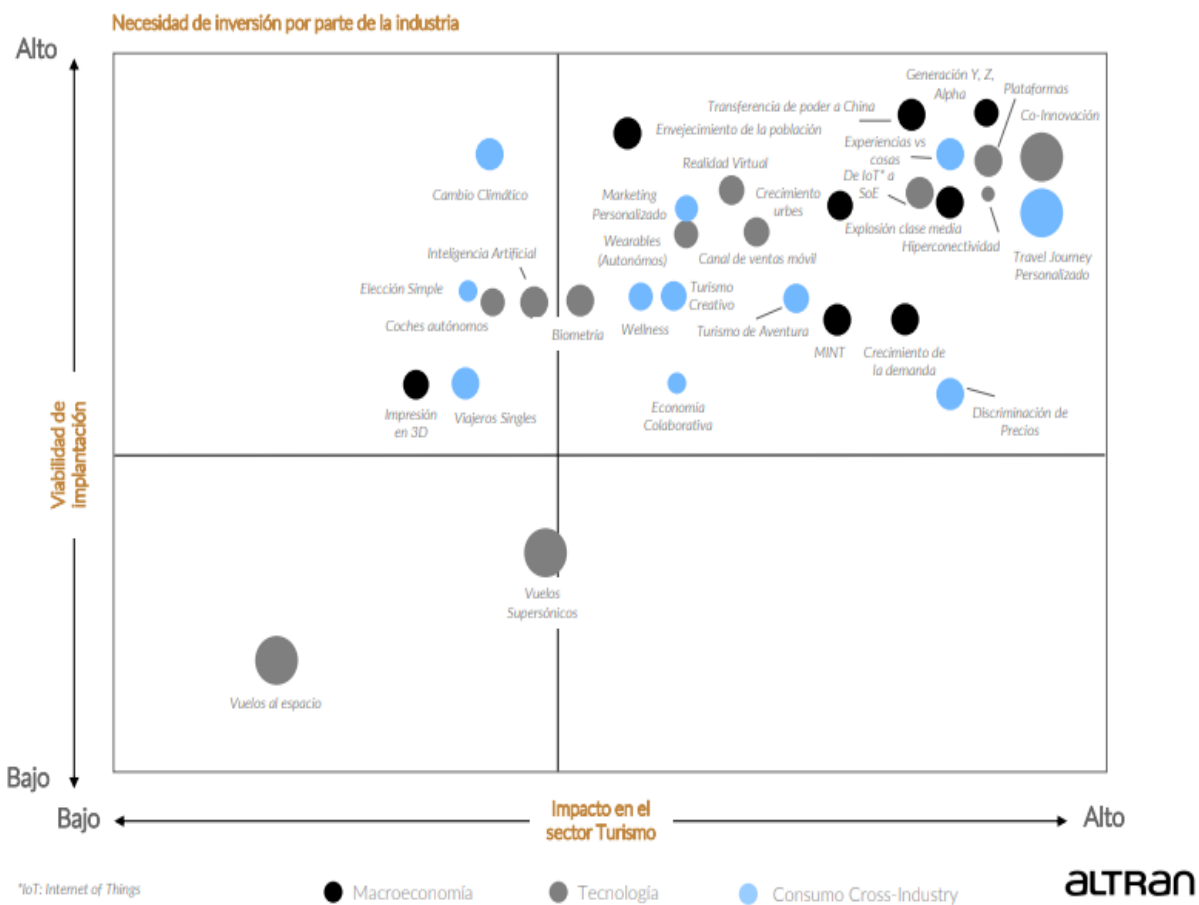 Necesidad de inversión por parte de la industria
Alto
Generación Y, Z,
Alpha
Plataformas
Transferencia de poder a China
Co-Innovación
Envejecimiento de la población
Experiencias vs
cosas
Realidad Virtual
De IoT* a
SoE
Cambio Climático
Marketing
Personalizado
Crecimiento
urbes
Explosión clase media
Hiperconectividad
Wearables
(Autonómos)
Canal de ventas móvil
Travel Journey
Personalizado
Inteligencia Artificial
Elección Simple
Turismo
Creativo
Coches autónomos
Biometría
Wellness
Turismo de Aventura
MINT
Crecimiento de
la demanda
Impresión
en 3D
Viajeros Singles
Economía
Colaborativa
Discriminación de
Precios
Viabilidad de
implantación
Vuelos
Supersónicos
Vuelos al espacio
Bajo
Bajo
Impacto en el
sector Turismo
Alto
*IoT: Internet of Things
Macroeconomía
Tecnología
Consumo Cross-Industry
ALTRAN